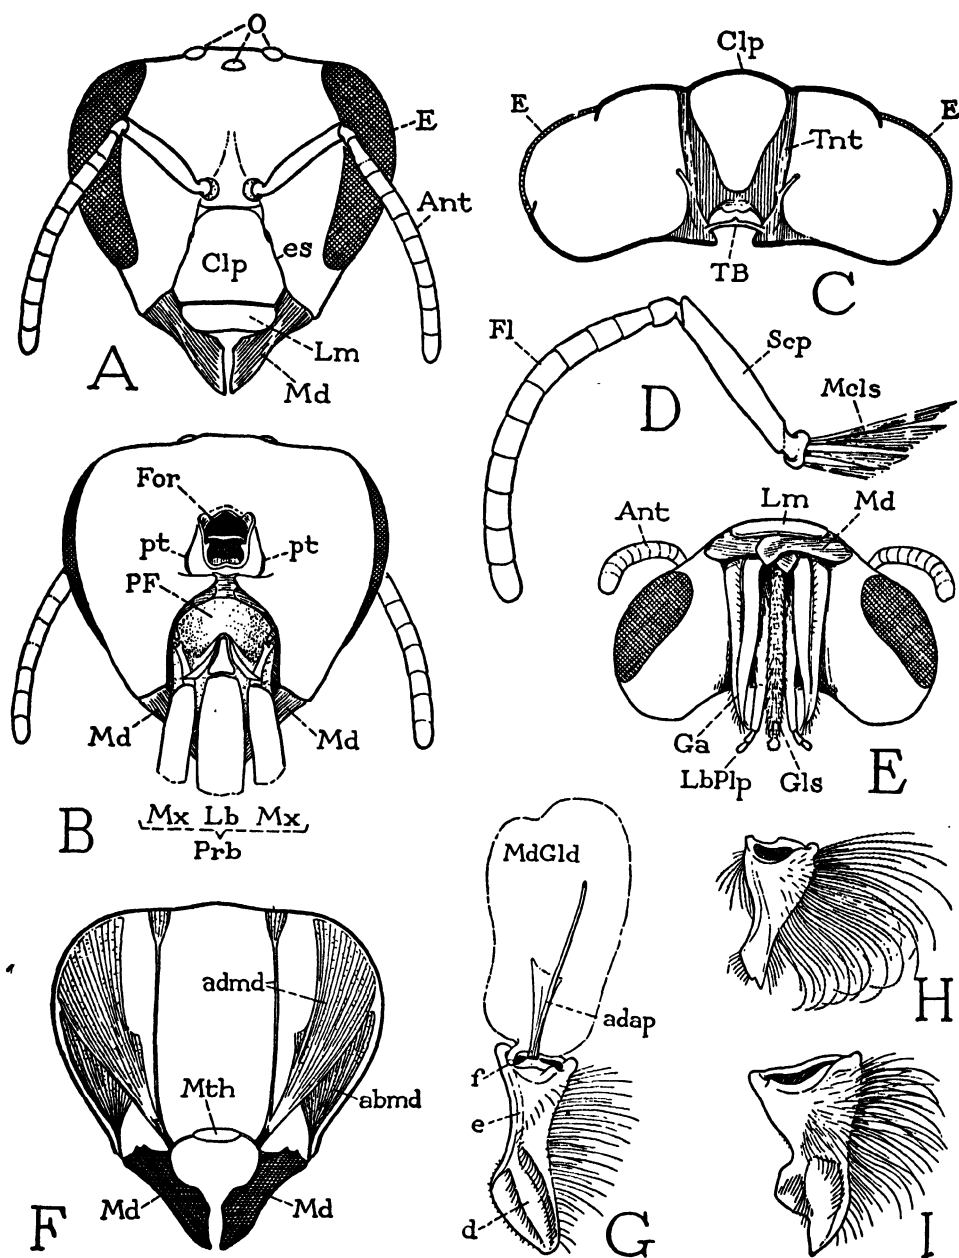 O
E
Ant
Clp
es
Lm
Md
A
Clp
E
E
Tnt
TB
C
Fl
Scp
Mcls
D
For
pt
pt
PF
Md
Md
Mx Lb Mx
Prb
B
Lm
Md
Ant
Ga
LbPlp
Gls
E
admd
Mth
abmd
Md
Md
F
MdGld
adap
f
e
d
G
H
I